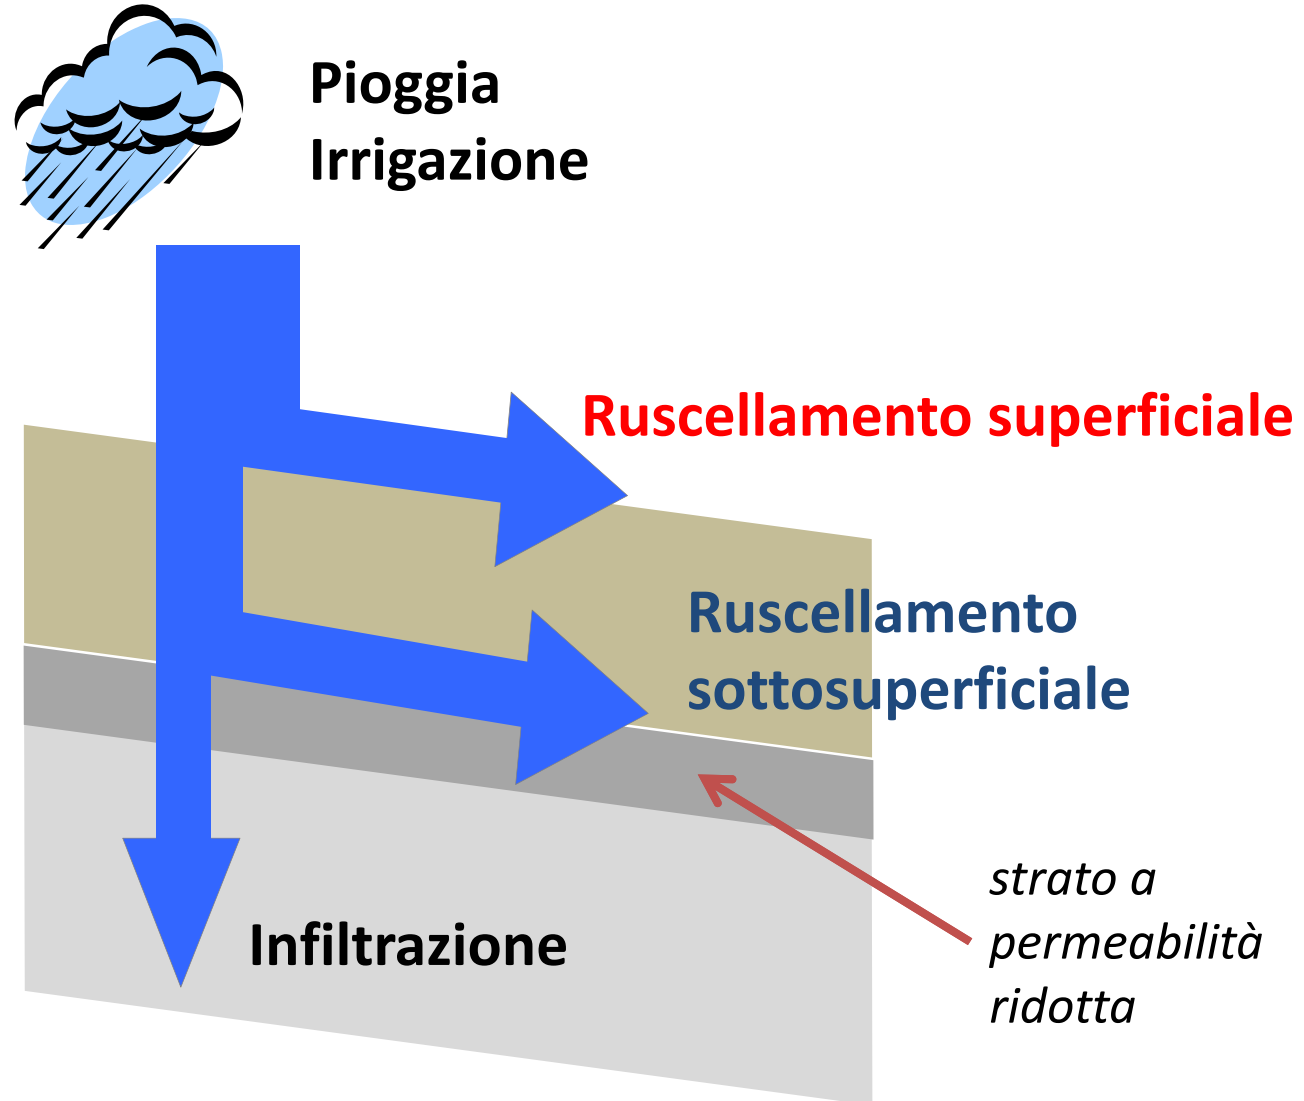 Pioggia
Irrigazione
Ruscellamento superficiale
Ruscellamento
sottosuperficiale
Infiltrazione
strato a
permeabilità
ridotta